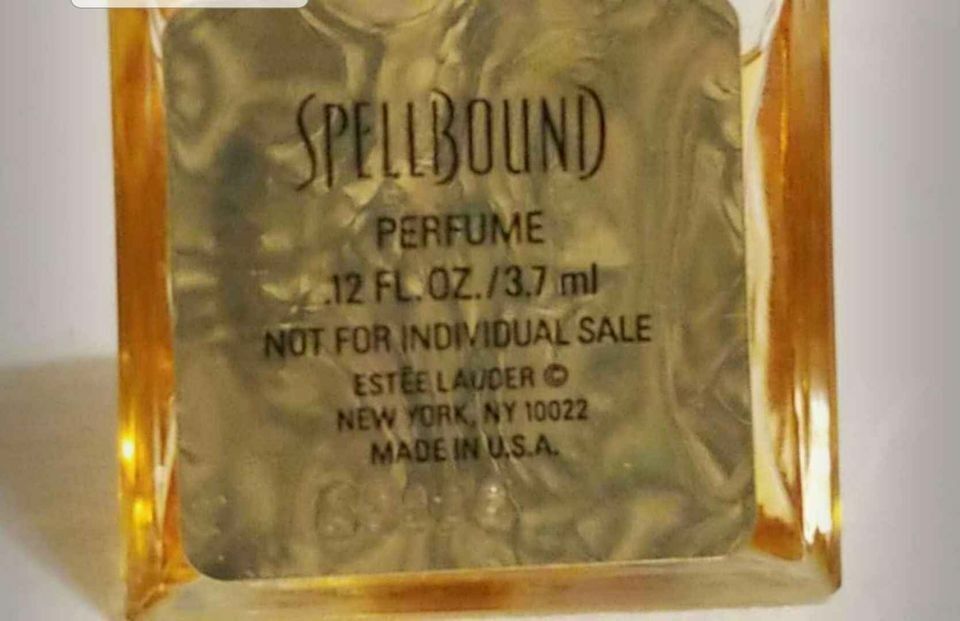 SPELLBOUND
PERFUME
.12 FL. OZ./3.7 ml
NOT FOR INDIVIDUAL SALE
ESTĒE LAUDER ©
NEW YORK, NY 10022
MADE IN U.S.A.